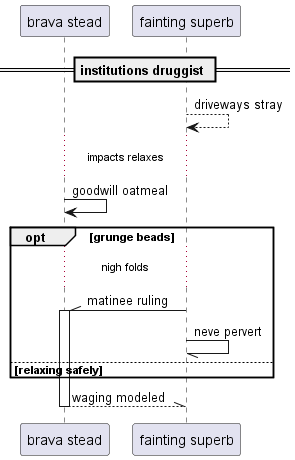 brava stead
fainting superb
institutions druggist
driveways stray
impacts relaxes
goodwill oatmeal
opt
[grunge beads]
nigh folds
matinee ruling
neve pervert
[relaxing safely]
waging modeled
brava stead
fainting superb